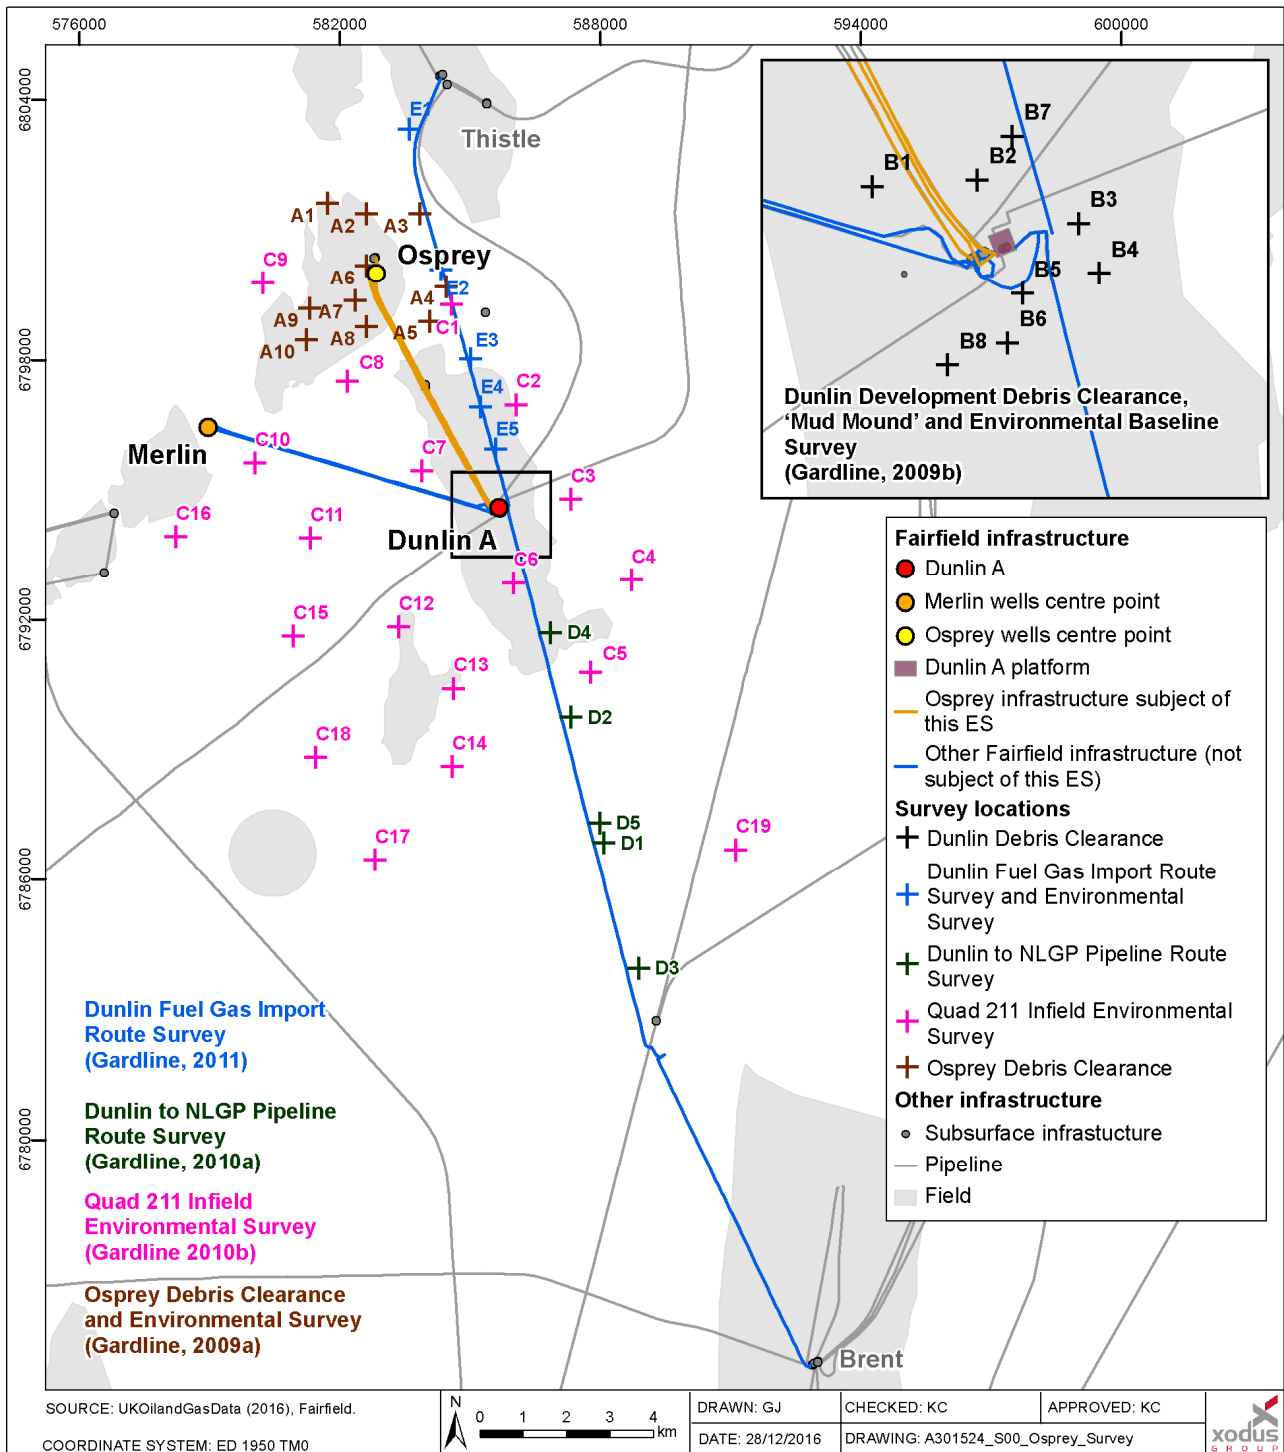 576000
582000
588000
594000
600000
6804000
6798000
6792000
6786000
6780000
E1
Thistle
A1
A2
A3
Osprey
C9
A6
E2
A4
A7
A9
A5
C1
A8
A10
E3
C8
E4
C2
E5
Merlin
C10
C7
C3
Dunlin A
C16
C11
C6
C4
C15
C12
D4
C5
C13
D2
C18
C14
D5
D1
C17
C19
D3
Brent
B7
B1
B2
B3
B4
B5
B6
B8
Dunlin Development Debris Clearance,
‘Mud Mound’ and Environmental Baseline
Survey
(Gardline, 2009b)
Fairfield infrastructure
Dunlin A
Merlin wells centre point
Osprey wells centre point
Dunlin A platform
Osprey infrastructure subject of
this ES
Other Fairfield infrastructure (not
subject of this ES)
Survey locations
Dunlin Debris Clearance
Dunlin Fuel Gas Import Route
Survey and Environmental
Survey
Dunlin to NLGP Pipeline Route
Survey
Quad 211 Infield Environmental
Survey
Osprey Debris Clearance
Other infrastructure
Subsurface infrastucture
Pipeline
Field
Dunlin Fuel Gas Import
Route Survey
(Gardline, 2011)
Dunlin to NLGP Pipeline
Route Survey
(Gardline, 2010a)
Quad 211 Infield
Environmental Survey
(Gardline 2010b)
Osprey Debris Clearance
and Environmental Survey
(Gardline, 2009a)
SOURCE: UKOilandGasData (2016), Fairfield.
COORDINATE SYSTEM: ED 1950 TM0
N
0 1 2 3 4
km
DRAWN: GJ
CHECKED: KC
APPROVED: KC
DATE: 28/12/2016
DRAWING: A301524_S00_Osprey_Survey
xodus
GROUP